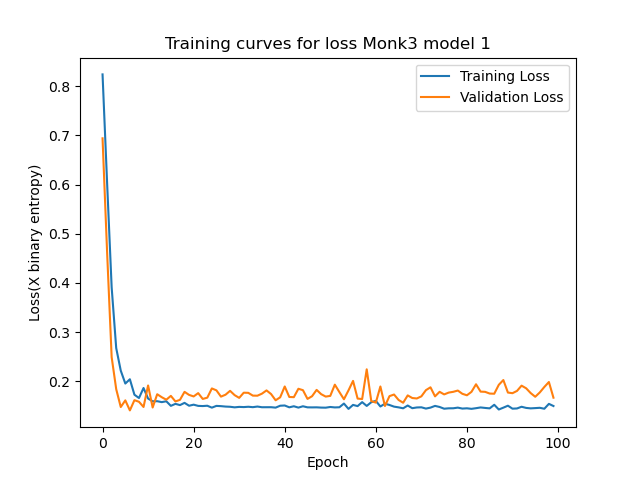 Training curves for loss Monk3 model 1
Training Loss
Validation Loss
Loss(X binary entropy)
0.8
0.7
0.6
0.5
0.4
0.3
0.2
0 20 40 60 80 100
Epoch